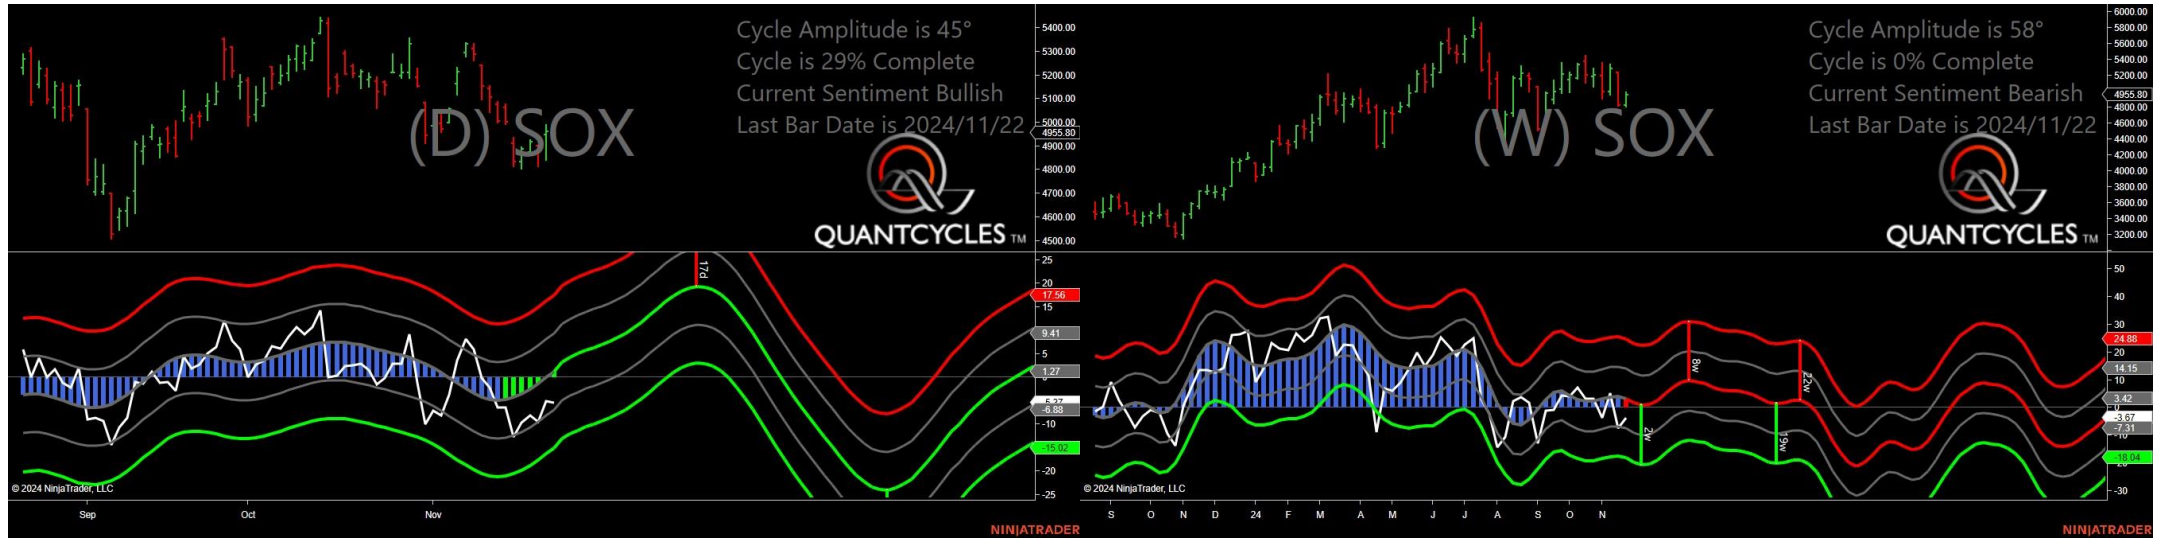 Cycle Amplitude is 45°
Cycle is 29% Complete
Current Sentiment Bullish
Last Bar Date is 2024/11/22
(D) SOX
QUANTCYCLES TM
5400.00
5300.00
5200.00
5100.00
5000.00
4955.80
4900.00
4800.00
4700.00
4600.00
4500.00
17d
25
20
17.56
15
9.41
5
1.27
0
-5.37
-6.88
-10
-15.02
-20
-25
© 2024 NinjaTrader, LLC
Sep Oct Nov
NINJATRADER
Cycle Amplitude is 58°
Cycle is 0% Complete
Current Sentiment Bearish
Last Bar Date is 2024/11/22
(W) SOX
QUANTCYCLES TM
6000.00
5800.00
5600.00
5400.00
5200.00
4955.80
4800.00
4600.00
4400.00
4200.00
4000.00
3800.00
3600.00
3400.00
3200.00
8w
22w
2w
19w
50
40
30
24.88
20
14.15
10
3.42
0
-3.67
-7.31
-10
-18.04
-30
© 2024 NinjaTrader, LLC
S O N D 24 F M A M J J A S O N
NINJATRADER